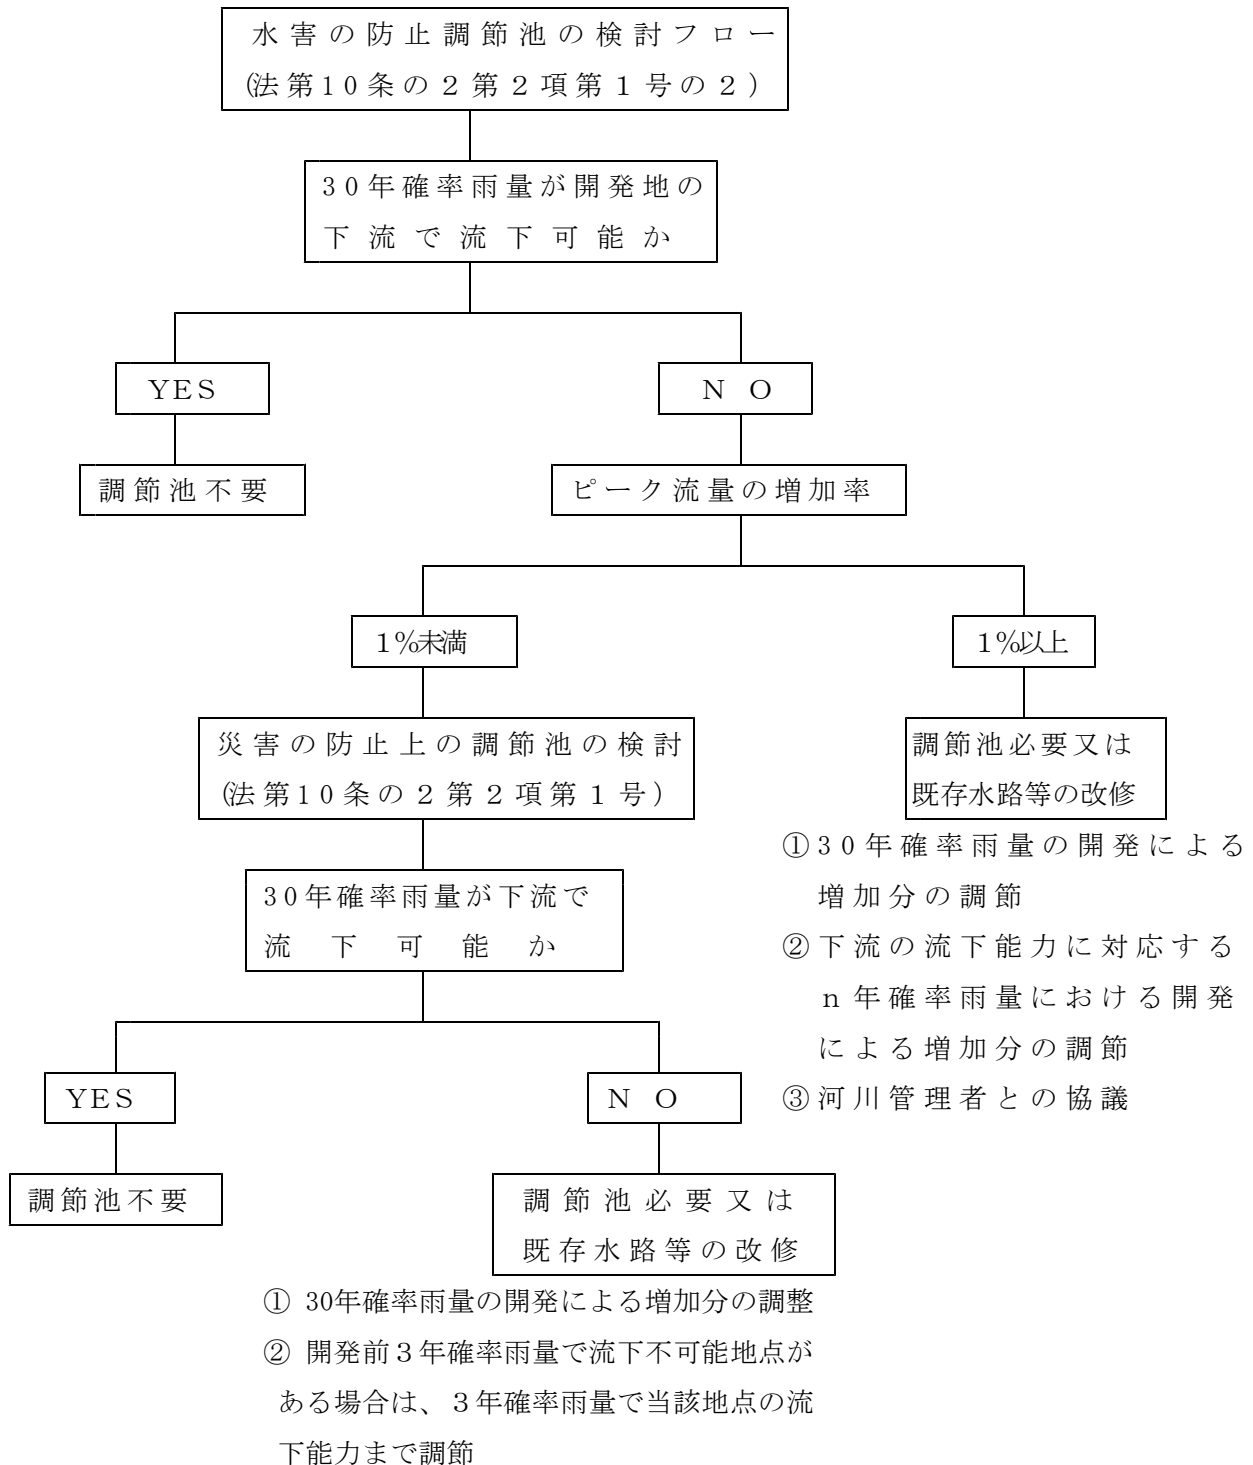 水害の防止調節池の検討フロー
(法第10条の２第２項第１号の２)
30年確率雨量が開発地の
下流で流下可能か
YES
ＮＯ
調節池不要
ピーク流量の増加率
１%未満
１%以上
災害の防止上の調節池の検討
(法第10条の２第２項第１号)
調節池必要又は
既存水路等の改修
30年確率雨量が下流で
流下可能か
①30年確率雨量の開発による
増加分の調節
②下流の流下能力に対応する
ｎ年確率雨量における開発
による増加分の調節
③河川管理者との協議
YES
ＮＯ
調節池不要
調節池必要又は
既存水路等の改修
① 30年確率雨量の開発による増加分の調整
② 開発前３年確率雨量で流下不可能地点が
ある場合は、３年確率雨量で当該地点の流
下能力まで調節